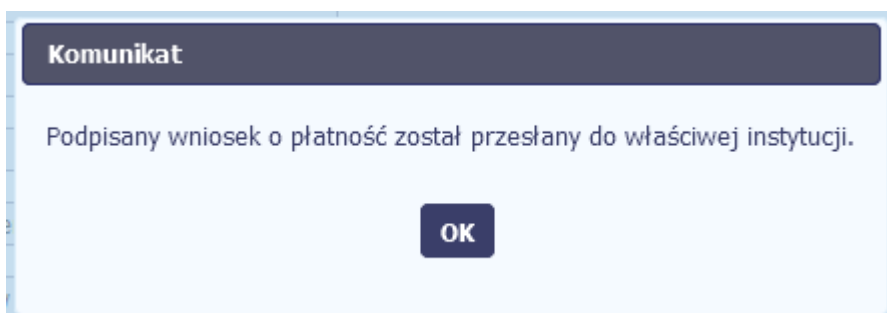 Komunikat
Podpisany wniosek o płatność został przesłany do właściwej instytucji.
OK